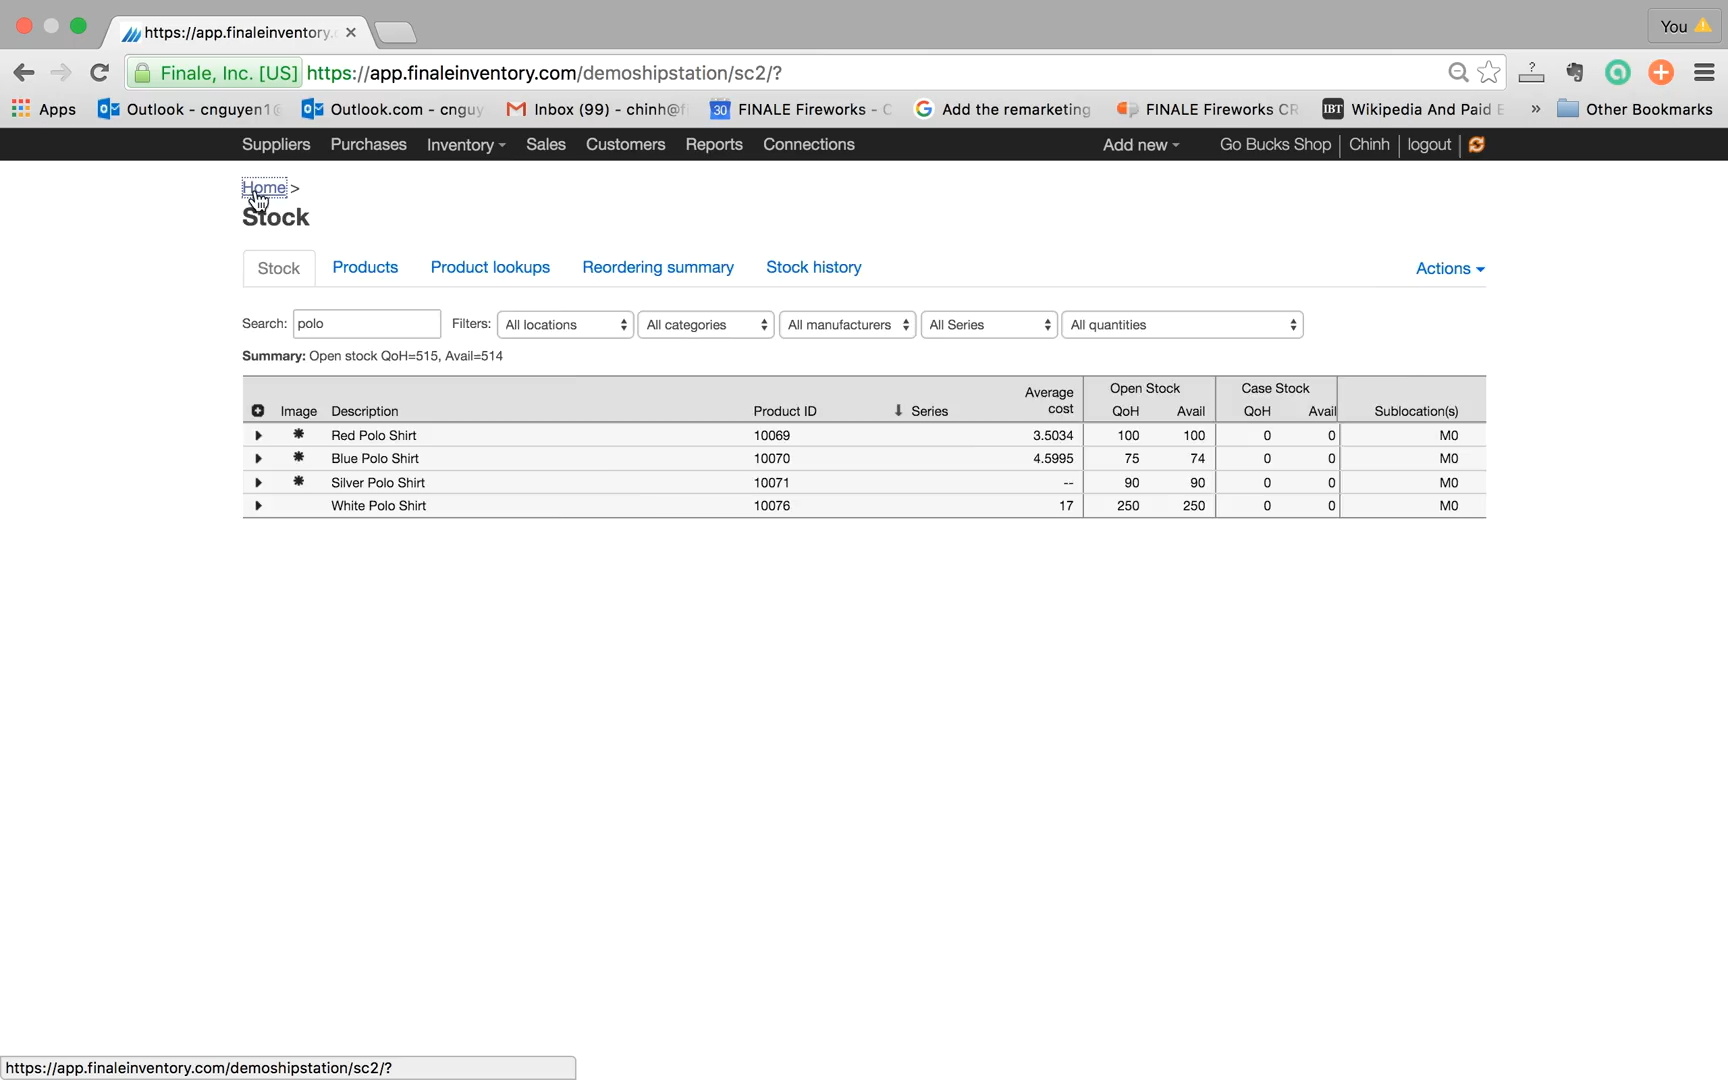 https://app.finaleinventory.c
You
Finale, Inc. [US] https://app.finaleinventory.com/demoshipstation/sc2/?
Apps Outlook - cnguyen1@ Outlook.com - cnguy Inbox (99) - chinh@f 30 FINALE Fireworks - C Add the remarketing FINALE Fireworks CR IBT Wikipedia And Paid E » Other Bookmarks
Suppliers Purchases Inventory Sales Customers Reports Connections Add new Go Bucks Shop Chinh logout
Home >
Stock
Stock Products Product lookups Reordering summary Stock history Actions
Search: polo Filters: All locations All categories All manufacturers All Series All quantities
Summary: Open stock QoH=515, Avail=514
Average Open Stock Case Stock
Image Description Product ID Series cost QoH Avail QoH Avail Sublocation(s)
Red Polo Shirt 10069 3.5034 100 100 0 0 M0
Blue Polo Shirt 10070 4.5995 75 74 0 0 M0
Silver Polo Shirt 10071 -- 90 90 0 0 M0
White Polo Shirt 10076 17 250 250 0 0 M0
https://app.finaleinventory.com/demoshipstation/sc2/?